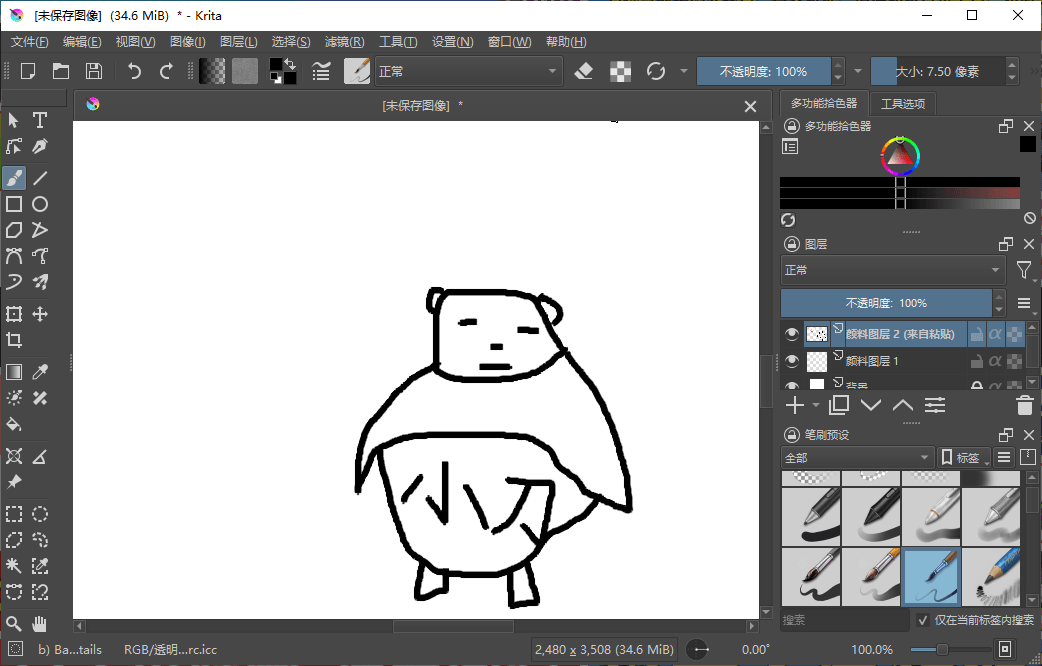 [未保存图像] (34.6 MiB) * - Krita
文件(F) 编辑(E) 视图(V) 图像(I) 图层(L) 选择(S) 滤镜(R) 工具(T) 设置(N) 窗口(W) 帮助(H)
正常 不透明度: 100% 大小: 7.50 像素
[未保存图像] *
多功能拾色器 工具选项
多功能拾色器
图层
正常
不透明度: 100%
颜料图层 2 (来自粘贴)
颜料图层 1
背景
笔刷预设
全部 标签
小刀
搜索 仅在当前标签内搜索
b) Ba...tails RGB/透明...rc.icc 2,480 x 3,508 (34.6 MiB) 0.00° 100.0%